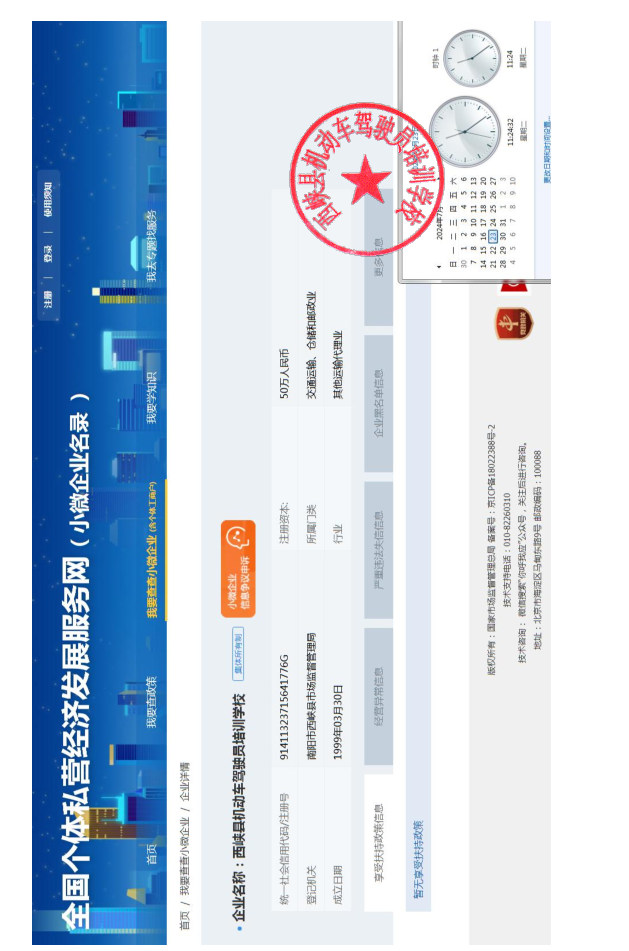 注册 | 登录 | 使用须知
全国个体私营经济发展服务网（小微企业名录）
首页 我要查政策 我要查小微企业（含个体工商户） 我要学知识 我去专题找服务
首页 / 我要查小微企业 / 企业详情
企业名称：西峡县机动车驾驶员培训学校 集体所有制
小微企业
信息争议申诉
统一社会信用代码/注册号 91411323715641776G 注册资本: 50万人民币
登记机关 南阳市西峡县市场监督管理局 所属门类 交通运输、仓储和邮政业
成立日期 1999年03月30日 行业 其他运输代理业
享受扶持政策信息 经营异常信息 严重违法失信信息 企业黑名单信息 更多信息
暂无享受扶持政策
西峡县机动车驾驶员培训学校
时钟 1
2024年7月
日 一 二 三 四 五 六
30 1 2 3 4 5 6
7 8 9 10 11 12 13
14 15 16 17 18 19 20
21 22 23 24 25 26 27
28 29 30 31 1 2 3
4 5 6 7 8 9 10
11:24:32
星期二
11:24
星期二
更改日期和时间设置...
版权所有：国家市场监督管理总局 备案号：京ICP备18022388号-2
技术支持电话：010-82260310
技术咨询： 微信搜索“你呼我应”公众号，关注后进行咨询。
地址：北京市海淀区马甸东路9号 邮政编码：100088
党政机关